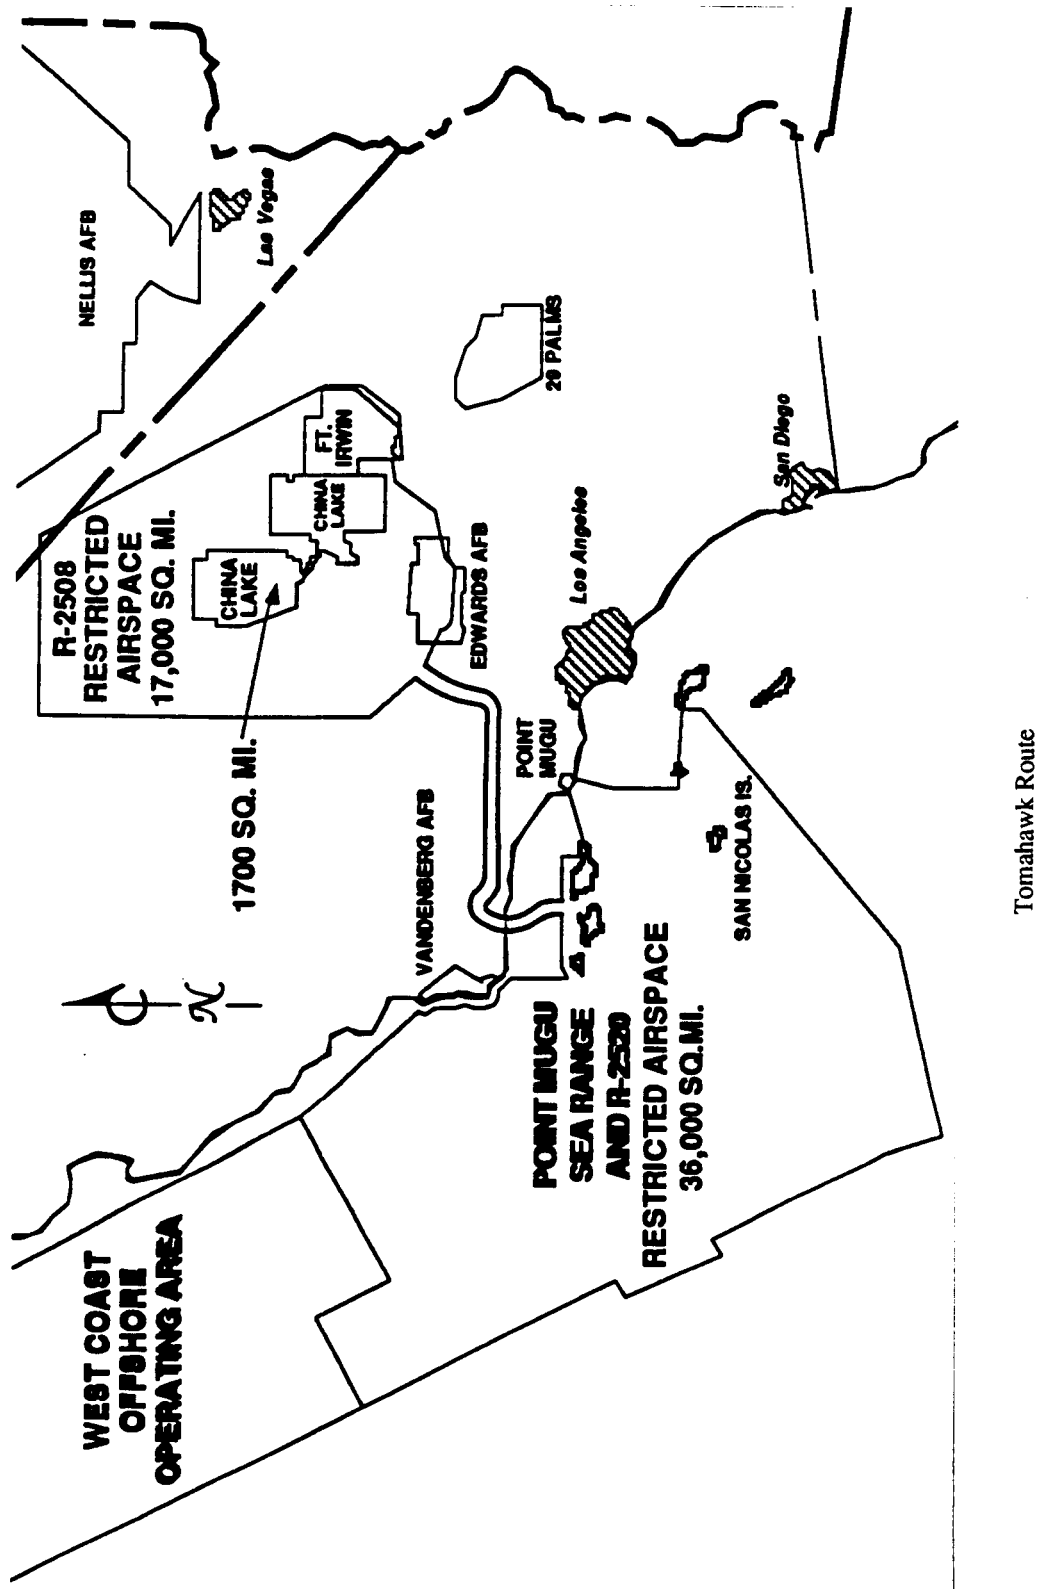 WEST COAST
OFFSHORE
OPERATING AREA
N
NELLIS AFB
Las Vegas
R-2508
RESTRICTED
AIRSPACE
17,000 SQ. MI.
CHINA
LAKE
CHINA
LAKE
FT.
IRWIN
1700 SQ. MI.
EDWARDS AFB
29 PALMS
VANDENBERG AFB
POINT
MUGU
Los Angeles
San Diego
POINT MUGU
SEA RANGE
AND R-2520
RESTRICTED AIRSPACE
36,000 SQ.MI.
SAN NICOLAS IS.
Tomahawk Route